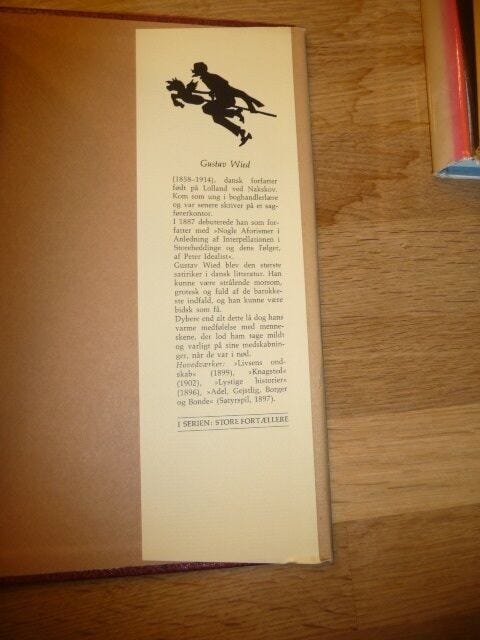 Gustav Wied
(1858-1914), dansk forfatter
født på Lolland ved Nakskov.
Kom som ung i boghandlerlære
og var senere skriver på et sag-
førerkontor.
I 1887 debuterede han som for-
fatter med »Nogle Aforismer i
Anledning af Interpellationen i
Storeheddinge og dens Følger,
af Peter Idealist«.
Gustav Wied blev den største
satiriker i dansk litteratur. Han
kunne være strålende morsom,
grotesk og fuld af de barokke-
ste indfald, og han kunne være
bidsk som få.
Dybere end alt dette lå dog hans
varme medfølelse med menne-
skene, der lod ham sage mildt
og varligt på sine medskabnin-
ger, når de var i nød.
Hovedværker: »Livsens ond-
skab« (1899), »Knagsted«
(1902), »Lystige historier«
(1896), »Adel, Gejstlig, Borger
og Bonde« (Satyrspil, 1897).
I SERIEN: STORE FORTÆLLERE